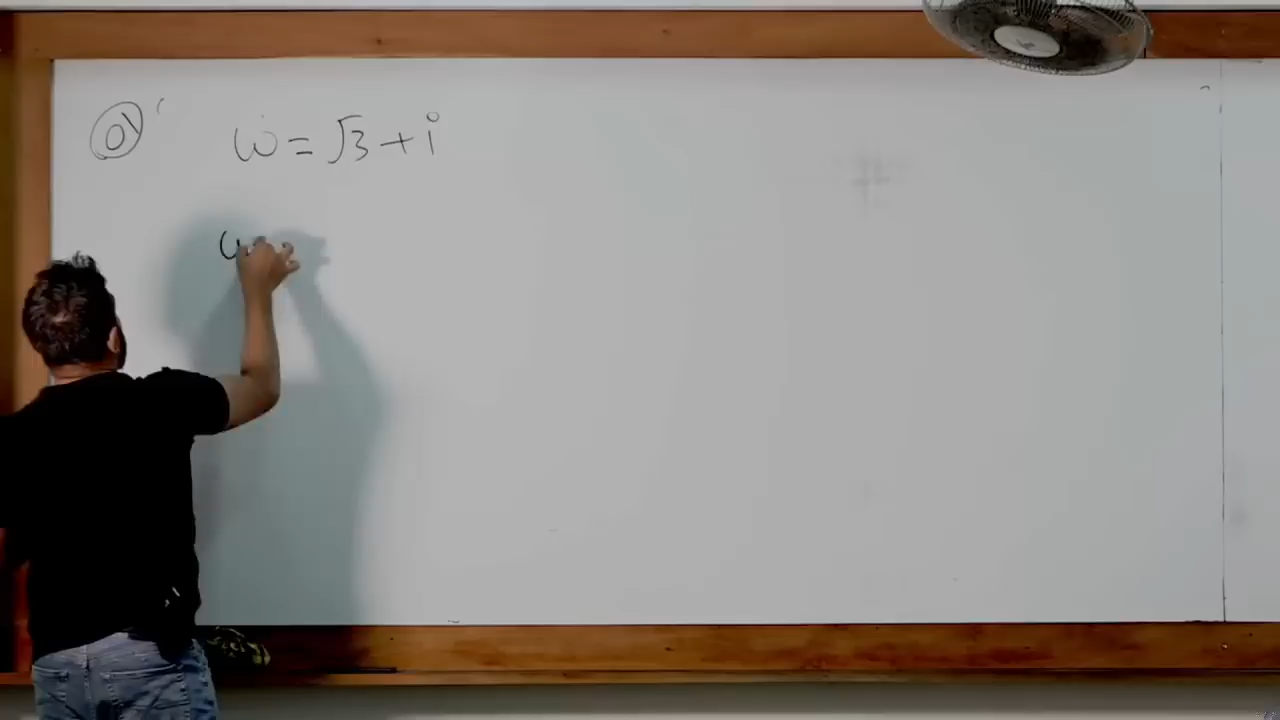 01 ω = √3 + i
ω